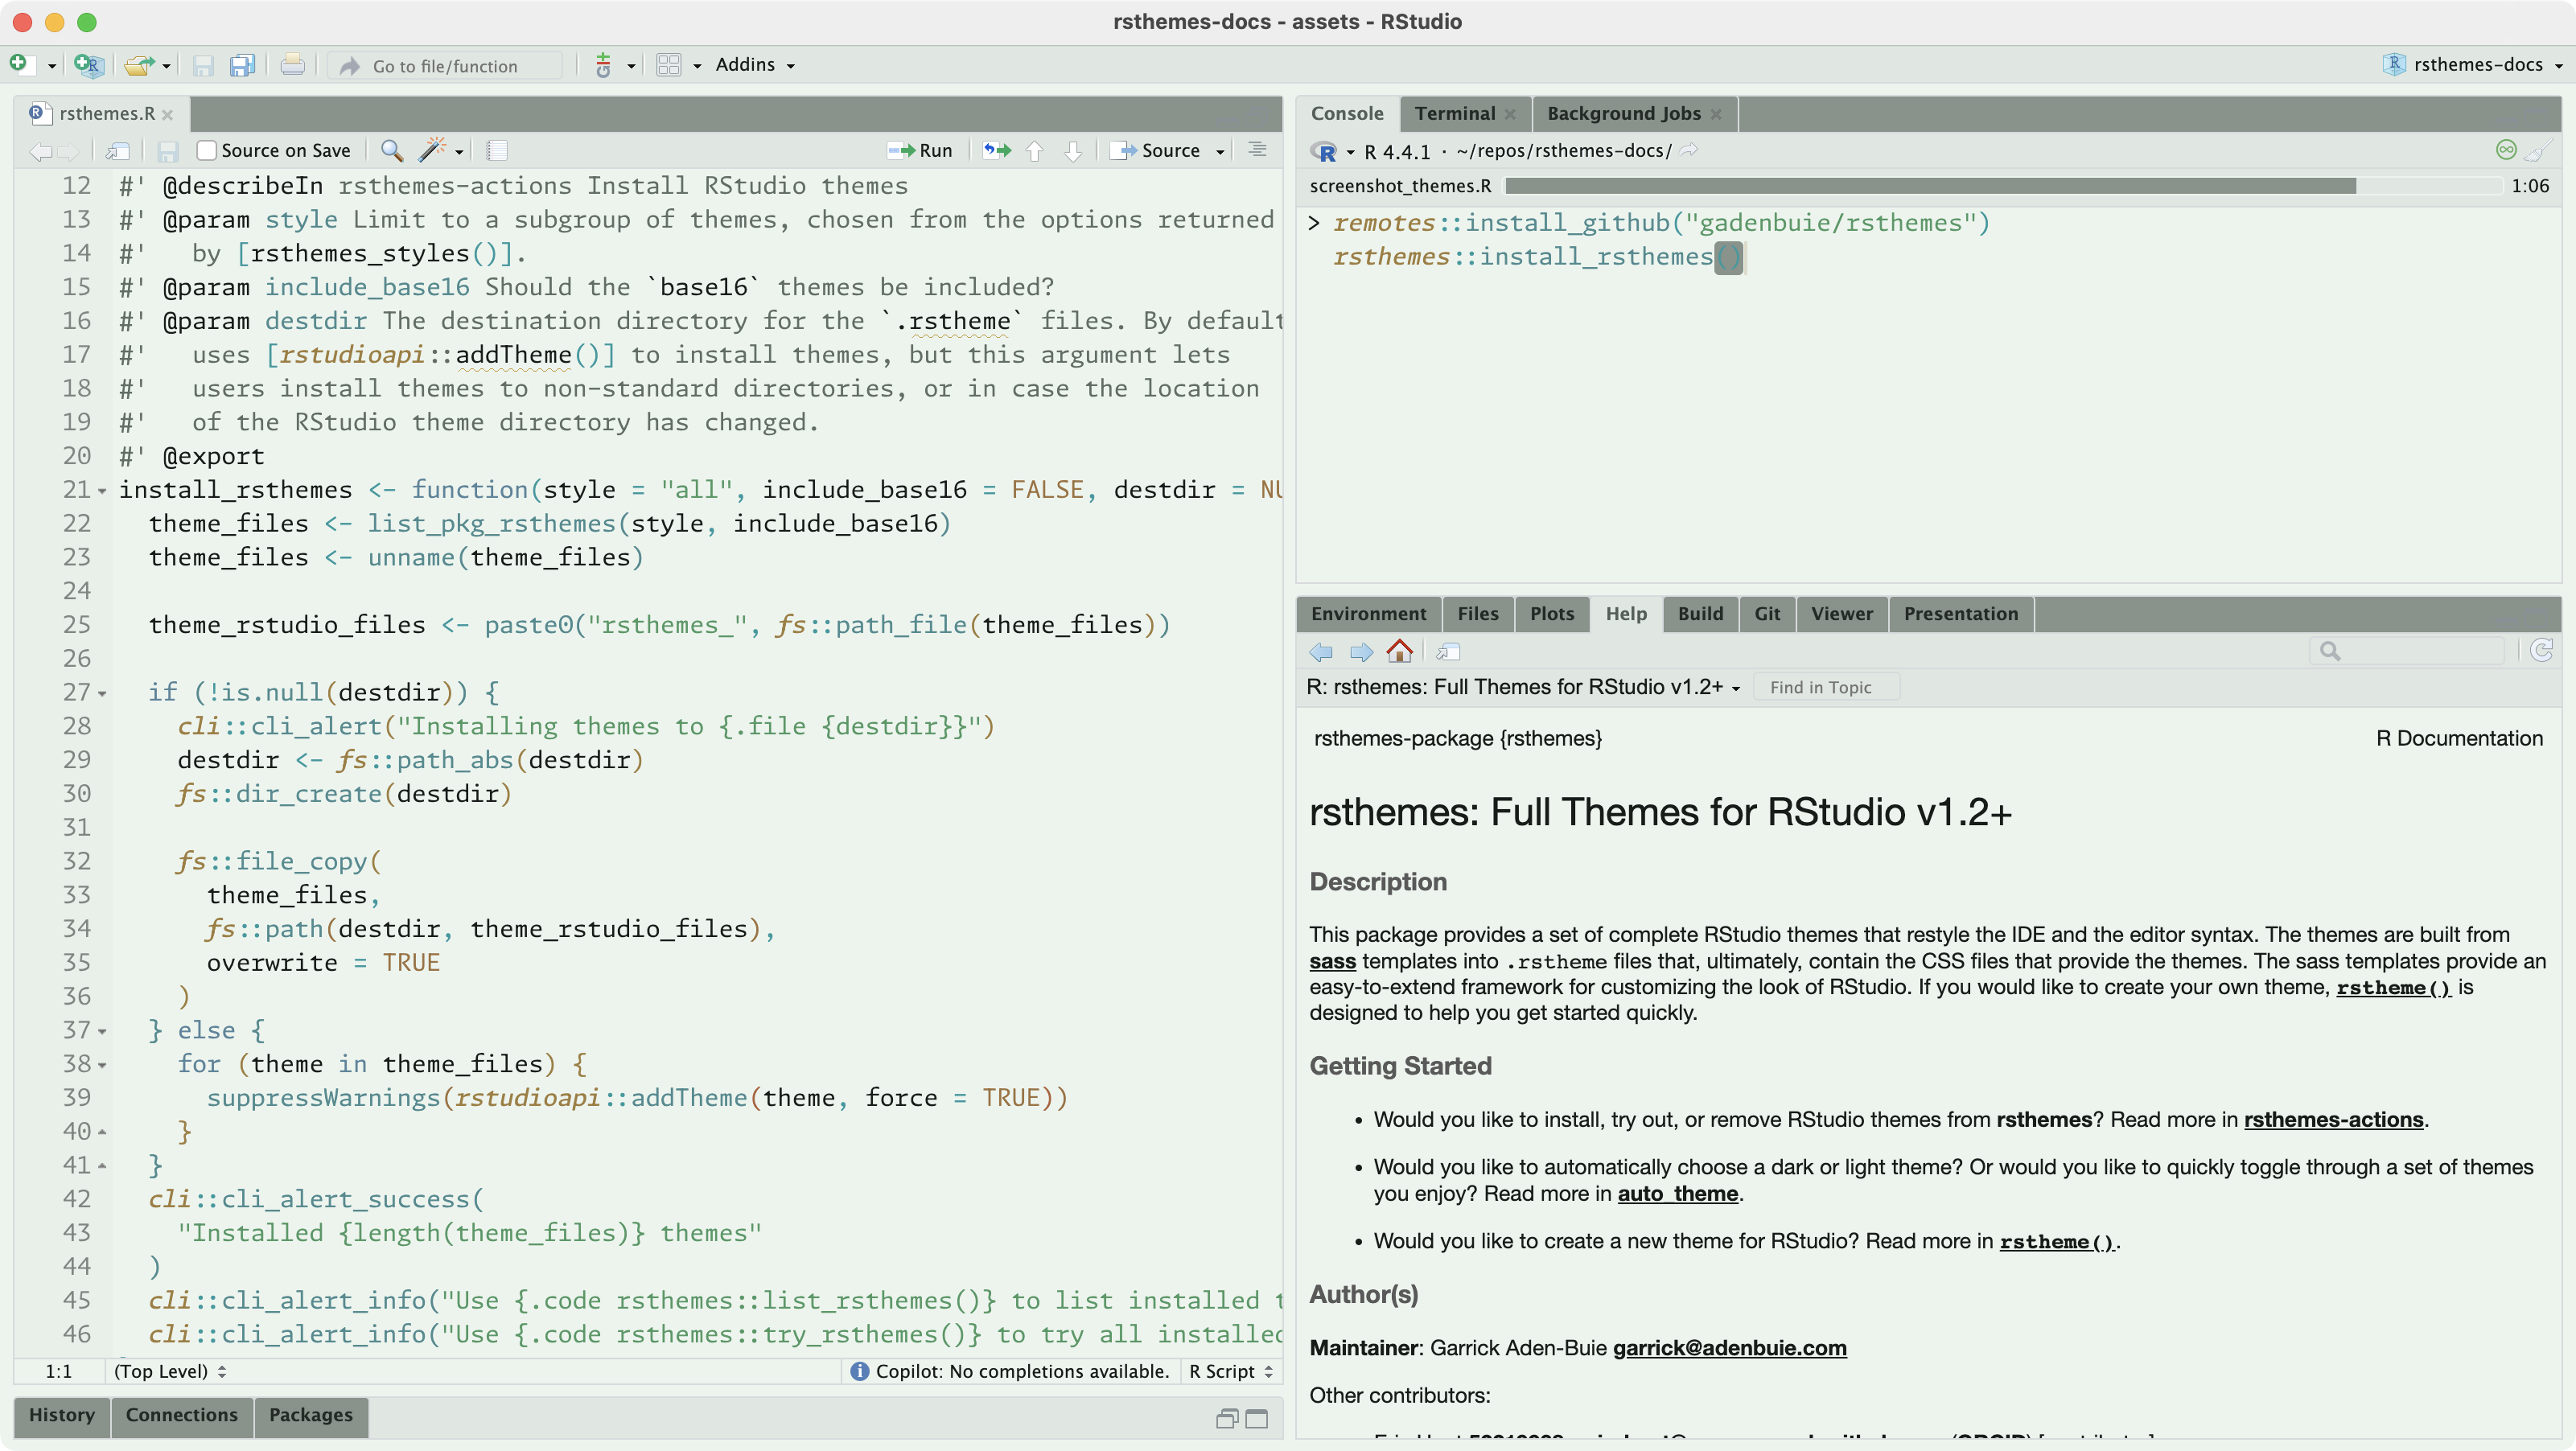 rsthemes-docs - assets - RStudio
Go to file/function
Addins
rsthemes-docs
rsthemes.R
Source on Save
Run
Source
12 #' @describeIn rsthemes-actions Install RStudio themes
13 #' @param style Limit to a subgroup of themes, chosen from the options returned
14 #'   by [rsthemes_styles()].
15 #' @param include_base16 Should the `base16` themes be included?
16 #' @param destdir The destination directory for the `.rstheme` files. By default
17 #'   uses [rstudioapi::addTheme()] to install themes, but this argument lets
18 #'   users install themes to non-standard directories, or in case the location
19 #'   of the RStudio theme directory has changed.
20 #' @export
21 install_rsthemes <- function(style = "all", include_base16 = FALSE, destdir = NU
22   theme_files <- list_pkg_rsthemes(style, include_base16)
23   theme_files <- unname(theme_files)
24
25   theme_rstudio_files <- paste0("rsthemes_", fs::path_file(theme_files))
26
27   if (!is.null(destdir)) {
28     cli::cli_alert("Installing themes to {.file {destdir}}")
29     destdir <- fs::path_abs(destdir)
30     fs::dir_create(destdir)
31
32     fs::file_copy(
33       theme_files,
34       fs::path(destdir, theme_rstudio_files),
35       overwrite = TRUE
36     )
37   } else {
38     for (theme in theme_files) {
39       suppressWarnings(rstudioapi::addTheme(theme, force = TRUE))
40     }
41   }
42   cli::cli_alert_success(
43     "Installed {length(theme_files)} themes"
44   )
45   cli::cli_alert_info("Use {.code rsthemes::list_rsthemes()} to list installed t
46   cli::cli_alert_info("Use {.code rsthemes::try_rsthemes()} to try all installed
1:1
(Top Level)
Copilot: No completions available.
R Script
History
Connections
Packages
Console
Terminal
Background Jobs
R 4.4.1 · ~/repos/rsthemes-docs/
screenshot_themes.R
1:06
> remotes::install_github("gadenbuie/rsthemes")
rsthemes::install_rsthemes()
Environment
Files
Plots
Help
Build
Git
Viewer
Presentation
R: rsthemes: Full Themes for RStudio v1.2+
Find in Topic
rsthemes-package {rsthemes}
R Documentation
rsthemes: Full Themes for RStudio v1.2+
Description
This package provides a set of complete RStudio themes that restyle the IDE and the editor syntax. The themes are built from
sass templates into .rstheme files that, ultimately, contain the CSS files that provide the themes. The sass templates provide an
easy-to-extend framework for customizing the look of RStudio. If you would like to create your own theme, rstheme() is
designed to help you get started quickly.
Getting Started
• Would you like to install, try out, or remove RStudio themes from rsthemes? Read more in rsthemes-actions.
• Would you like to automatically choose a dark or light theme? Or would you like to quickly toggle through a set of themes
you enjoy? Read more in auto_theme.
• Would you like to create a new theme for RStudio? Read more in rstheme().
Author(s)
Maintainer: Garrick Aden-Buie garrick@adenbuie.com
Other contributors: